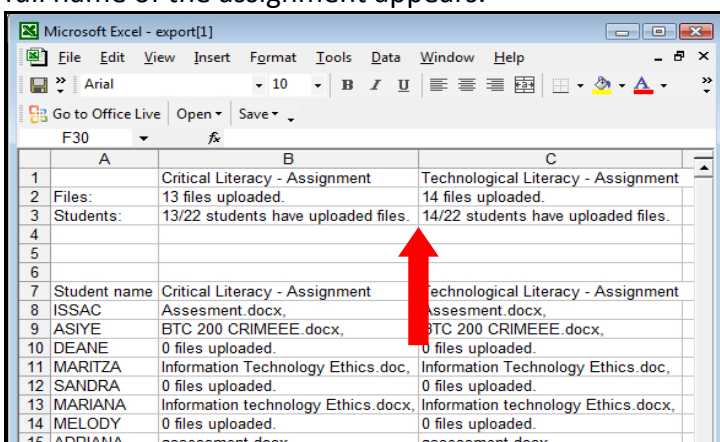 full name of the assignment appears.
Microsoft Excel - export[1]
File Edit View Insert Format Tools Data Window Help
Arial 10 B I U A
Go to Office Live Open Save
F30 fx
A B C
1 Critical Literacy - Assignment Technological Literacy - Assignment
2 Files: 13 files uploaded. 14 files uploaded.
3 Students: 13/22 students have uploaded files. 14/22 students have uploaded files.
4
5
6
7 Student name Critical Literacy - Assignment Technological Literacy - Assignment
8 ISSAC Assesment.docx, Assesment.docx,
9 ASIYE BTC 200 CRIMEEE.docx, BTC 200 CRIMEEE.docx,
10 DEANE 0 files uploaded. 0 files uploaded.
11 MARITZA Information Technology Ethics.doc, Information Technology Ethics.doc,
12 SANDRA 0 files uploaded. 0 files uploaded.
13 MARIANA Information technology Ethics.docx, Information technology Ethics.docx,
14 MELODY 0 files uploaded. 0 files uploaded.
15 ADRIANA assessment.docx assessment.docx